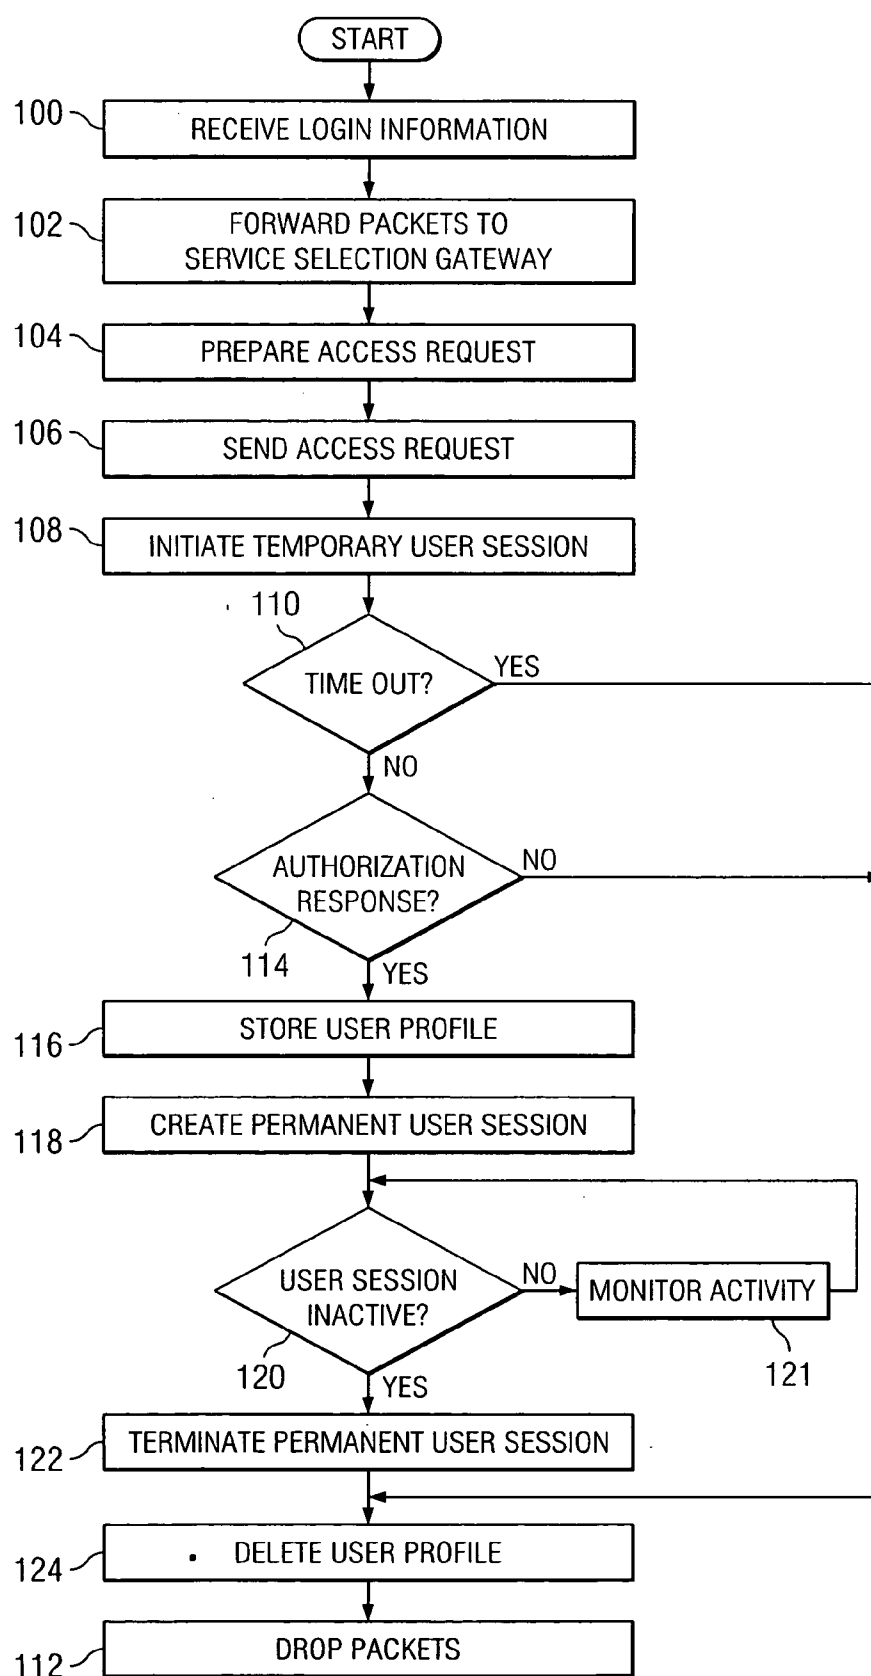 START
100
RECEIVE LOGIN INFORMATION
102
FORWARD PACKETS TO
SERVICE SELECTION GATEWAY
104
PREPARE ACCESS REQUEST
106
SEND ACCESS REQUEST
108
INITIATE TEMPORARY USER SESSION
110
TIME OUT?
YES
NO
AUTHORIZATION
RESPONSE?
NO
114
YES
116
STORE USER PROFILE
118
CREATE PERMANENT USER SESSION
USER SESSION
INACTIVE?
NO
MONITOR ACTIVITY
120
121
YES
122
TERMINATE PERMANENT USER SESSION
124
DELETE USER PROFILE
112
DROP PACKETS